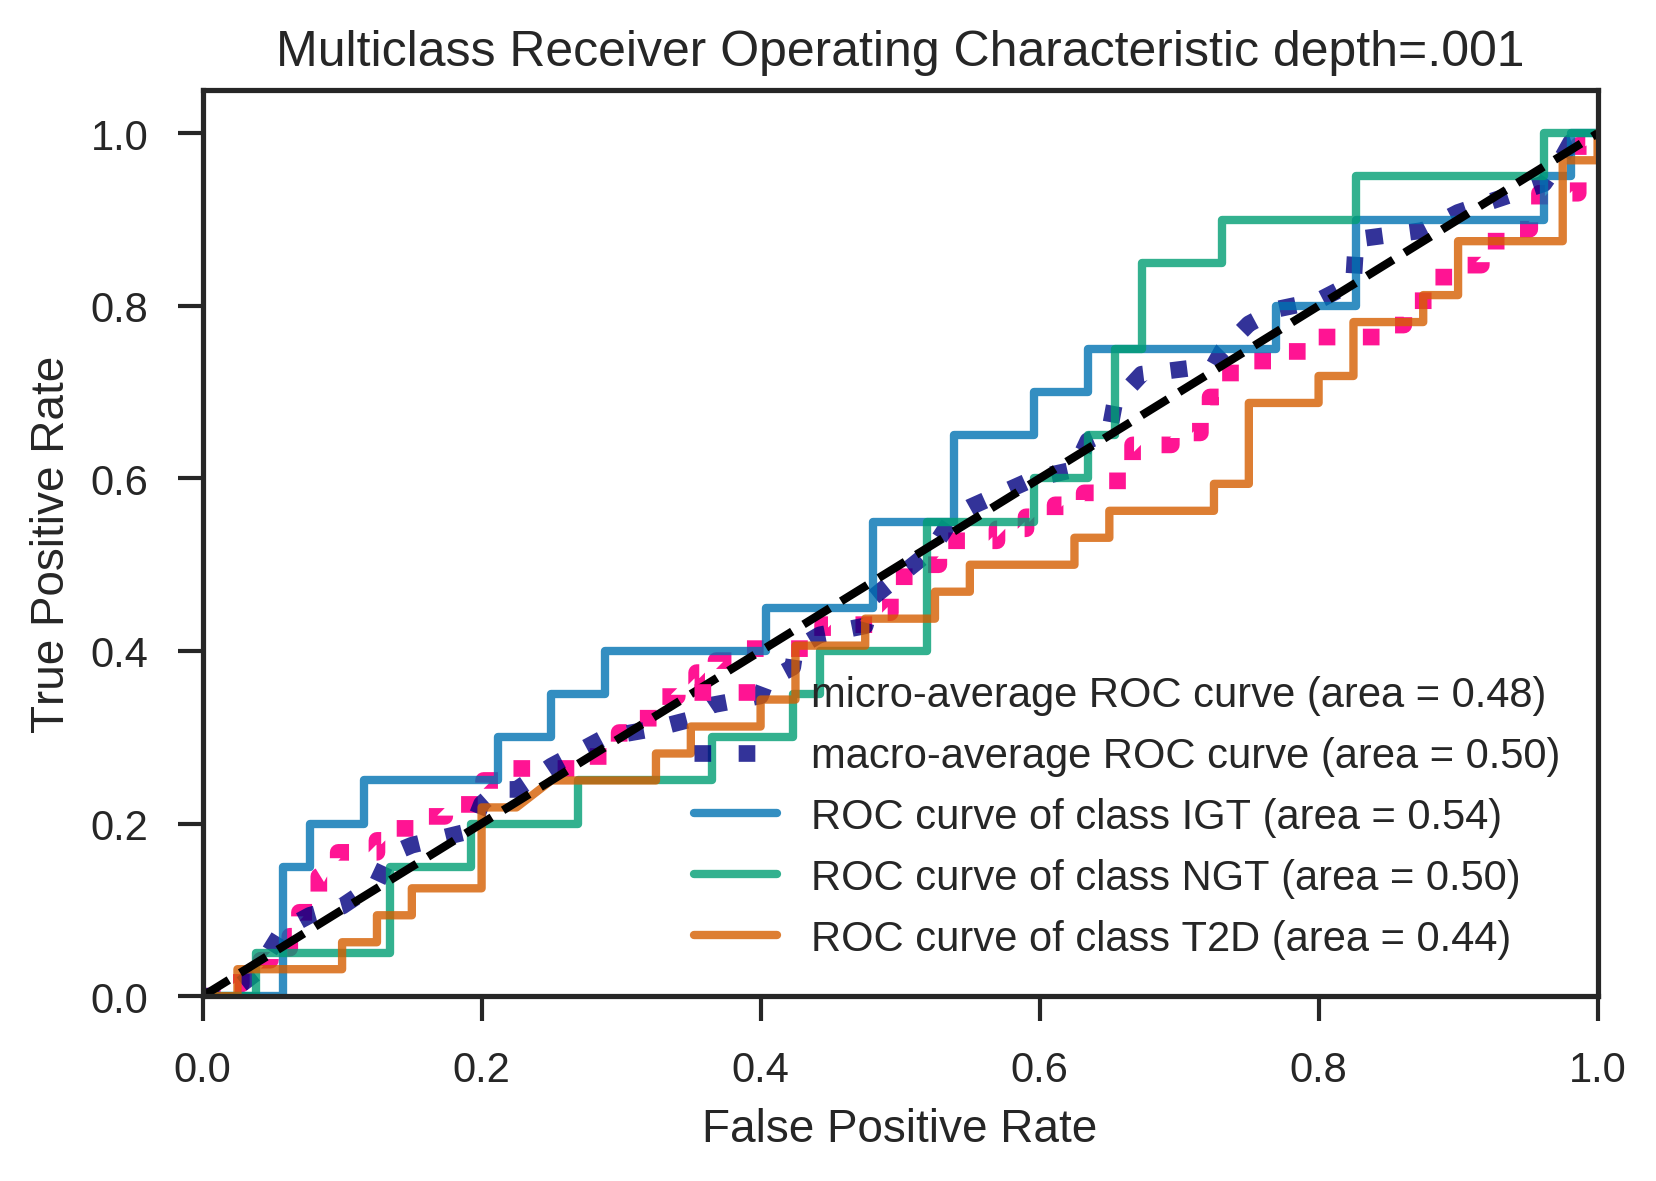 Multiclass Receiver Operating Characteristic depth=.001
True Positive Rate
1.0
0.8
0.6
0.4
0.2
0.0
micro-average ROC curve (area = 0.48)
macro-average ROC curve (area = 0.50)
ROC curve of class IGT (area = 0.54)
ROC curve of class NGT (area = 0.50)
ROC curve of class T2D (area = 0.44)
0.0 0.2 0.4 0.6 0.8 1.0
False Positive Rate